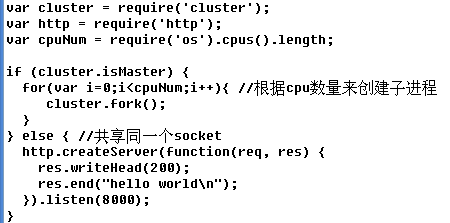 var cluster = require('cluster');
var http = require('http');
var cpuNum = require('os').cpus().length;
if (cluster.isMaster) {
for(var i=0;i<cpuNum;i++){ //根据cpu数量来创建子进程
cluster.fork();
}
} else { //共享同一个socket
http.createServer(function(req, res) {
res.writeHead(200);
res.end("hello world\n");
}).listen(8000);
}